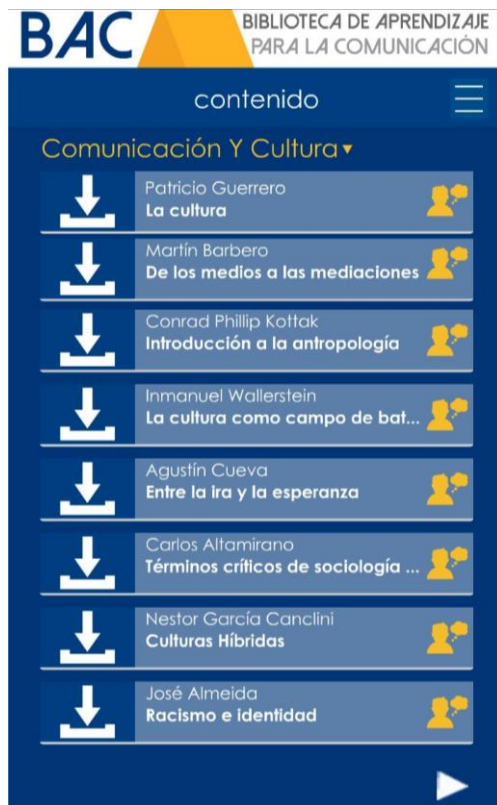 BAC
BIBLIOTECA DE APRENDIZAJE
PARA LA COMUNICACIÓN
contenido
Comunicación Y Cultura
Patricio Guerrero
La cultura
Martín Barbero
De los medios a las mediaciones
Conrad Phillip Kottak
Introducción a la antropología
Inmanuel Wallerstein
La cultura como campo de bat...
Agustín Cueva
Entre la ira y la esperanza
Carlos Altamirano
Términos críticos de sociología ...
Nestor García Canclini
Culturas Híbridas
José Almeida
Racismo e identidad